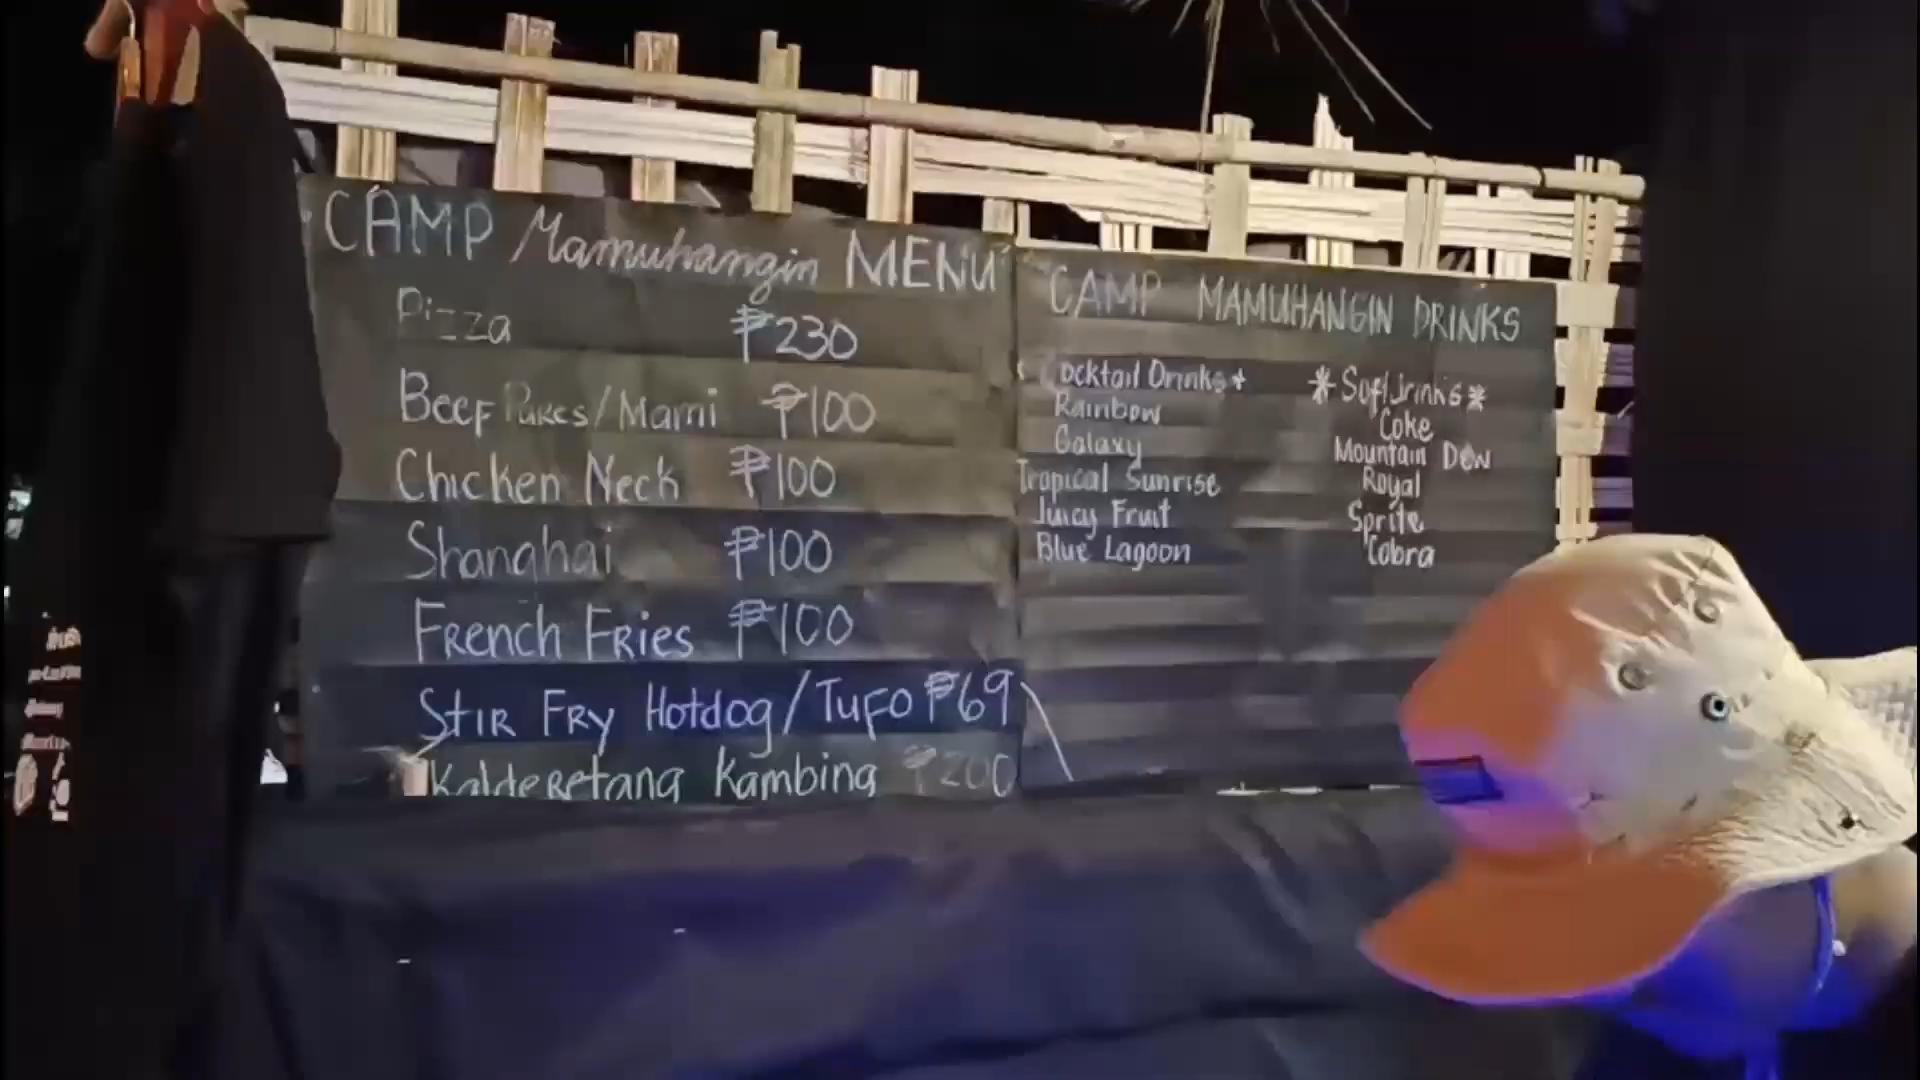 CAMP Mamuhangin MENU
Pizza ₱230
Beef Pares/Mami ₱100
Chicken Neck ₱100
Shanghai ₱100
French Fries ₱100
Stir Fry Hotdog/Tufo ₱69
Kalderetang Kambing ₱200
CAMP MAMUHANGIN DRINKS
Cocktail Drinks*
Rainbow
Galaxy
Tropical Sunrise
Juicy Fruit
Blue Lagoon
*Softdrinks*
Coke
Mountain Dew
Royal
Sprite
Cobra